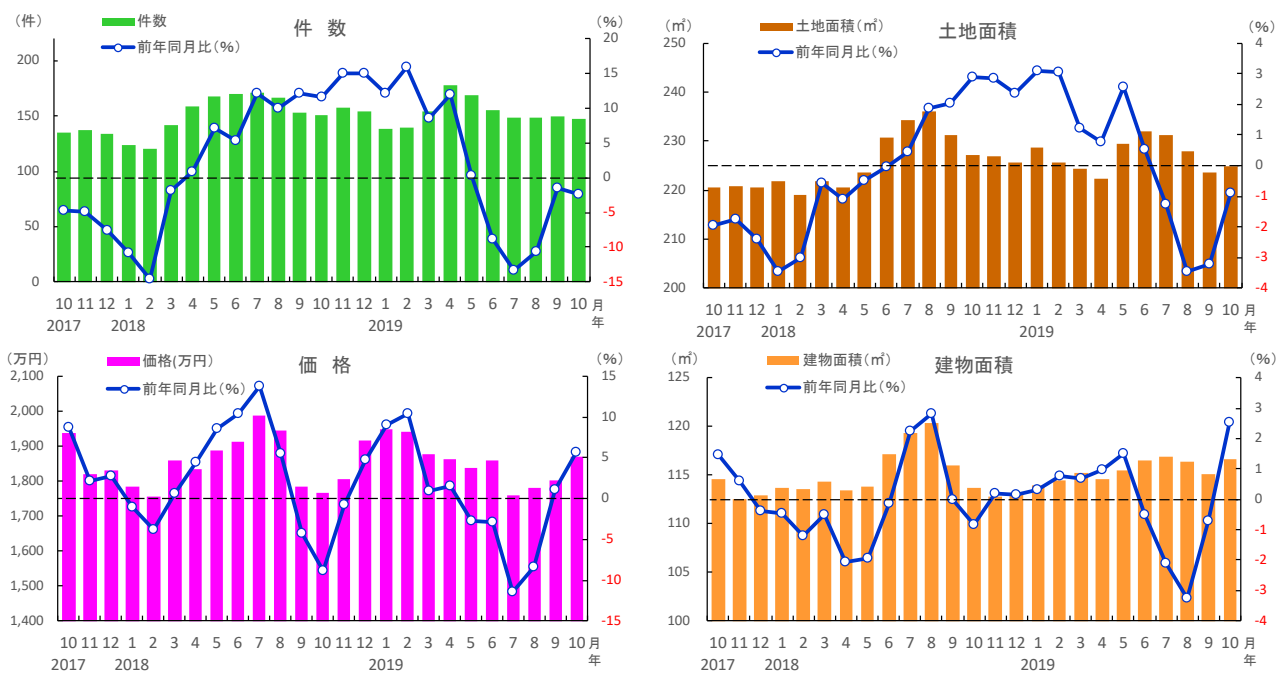 （件）
件数
前年同月比（％）
件 数
（％）
200
150
100
50
0
20
15
10
5
0
-5
-10
-15
10 11 12 1 2 3 4 5 6 7 8 9 10 11 12 1 2 3 4 5 6 7 8 9 10 月
2017 2018 2019 年
（㎡）
土地面積（㎡）
前年同月比（％）
土地面積
（％）
250
240
230
220
210
200
4
3
2
1
0
-1
-2
-3
-4
10 11 12 1 2 3 4 5 6 7 8 9 10 11 12 1 2 3 4 5 6 7 8 9 10 月
2017 2018 2019 年
（万円）
価格(万円)
前年同月比（％）
価 格
（％）
2,100
2,000
1,900
1,800
1,700
1,600
1,500
1,400
15
10
5
0
-5
-10
-15
10 11 12 1 2 3 4 5 6 7 8 9 10 11 12 1 2 3 4 5 6 7 8 9 10 月
2017 2018 2019 年
（㎡）
建物面積（㎡）
前年同月比（％）
建物面積
（％）
125
120
115
110
105
100
4
3
2
1
0
-1
-2
-3
-4
10 11 12 1 2 3 4 5 6 7 8 9 10 11 12 1 2 3 4 5 6 7 8 9 10 月
2017 2018 2019 年